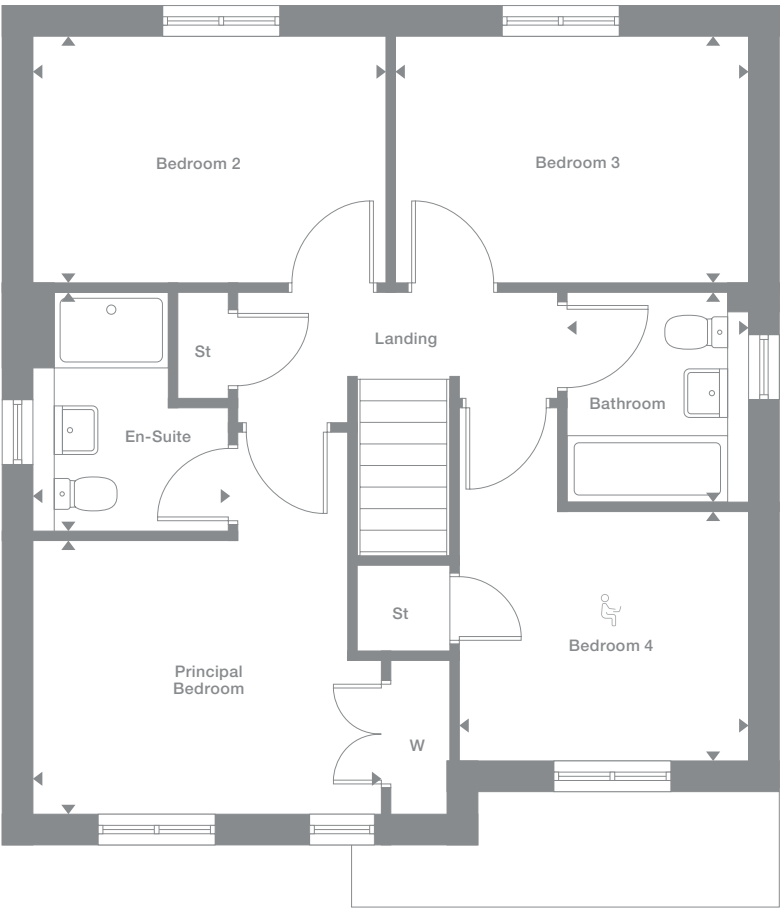 Bedroom 2
Bedroom 3
Landing
St
Bathroom
En-Suite
St
Bedroom 4
Principal
Bedroom
W